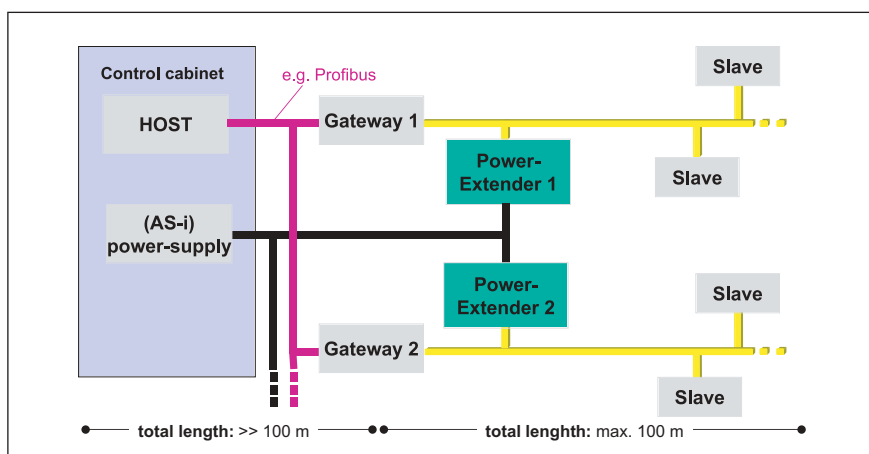 Control cabinet
e.g. Profibus
Slave
HOST
Gateway 1
Power-
Extender 1
Slave
(AS-i)
power-supply
Power-
Extender 2
Slave
Gateway 2
Slave
total length: >> 100 m
total lenghth: max. 100 m